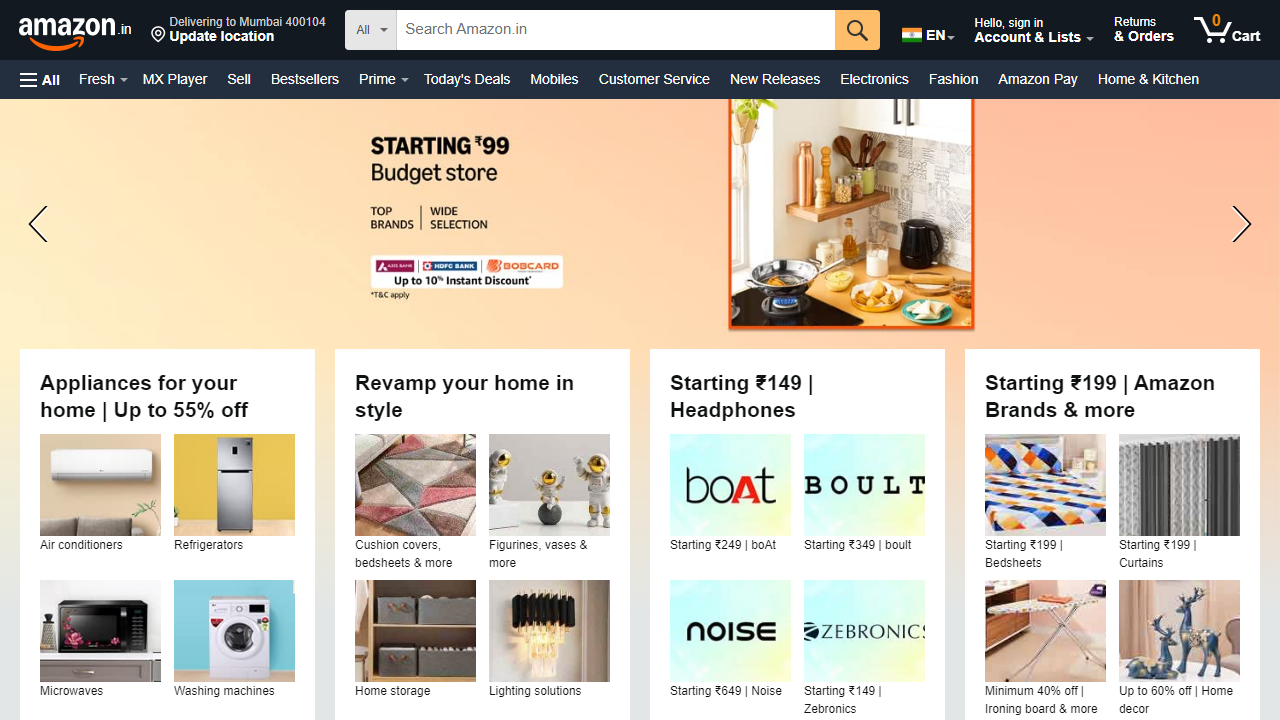 amazon.in
Delivering to Mumbai 400104
Update location
All
Search Amazon.in
EN
Hello, sign in
Account & Lists
Returns
& Orders
0
Cart
All
Fresh
MX Player
Sell
Bestsellers
Prime
Today's Deals
Mobiles
Customer Service
New Releases
Electronics
Fashion
Amazon Pay
Home & Kitchen
STARTING ₹99
Budget store
TOP BRANDS | WIDE SELECTION
AXIS BANK | HDFC BANK | BOBCARD
Up to 10% Instant Discount*
*T&C apply
Appliances for your
home | Up to 55% off
Air conditioners
Refrigerators
Microwaves
Washing machines
Revamp your home in
style
Cushion covers,
bedsheets & more
Figurines, vases &
more
Home storage
Lighting solutions
Starting ₹149 |
Headphones
boAt
Starting ₹249 | boAt
BOULT
Starting ₹349 | boult
noise
Starting ₹649 | Noise
ZEBRONICS
Starting ₹149 |
Zebronics
Starting ₹199 | Amazon
Brands & more
Starting ₹199 |
Bedsheets
Starting ₹199 |
Curtains
Minimum 40% off |
Ironing board & more
Up to 60% off | Home
decor